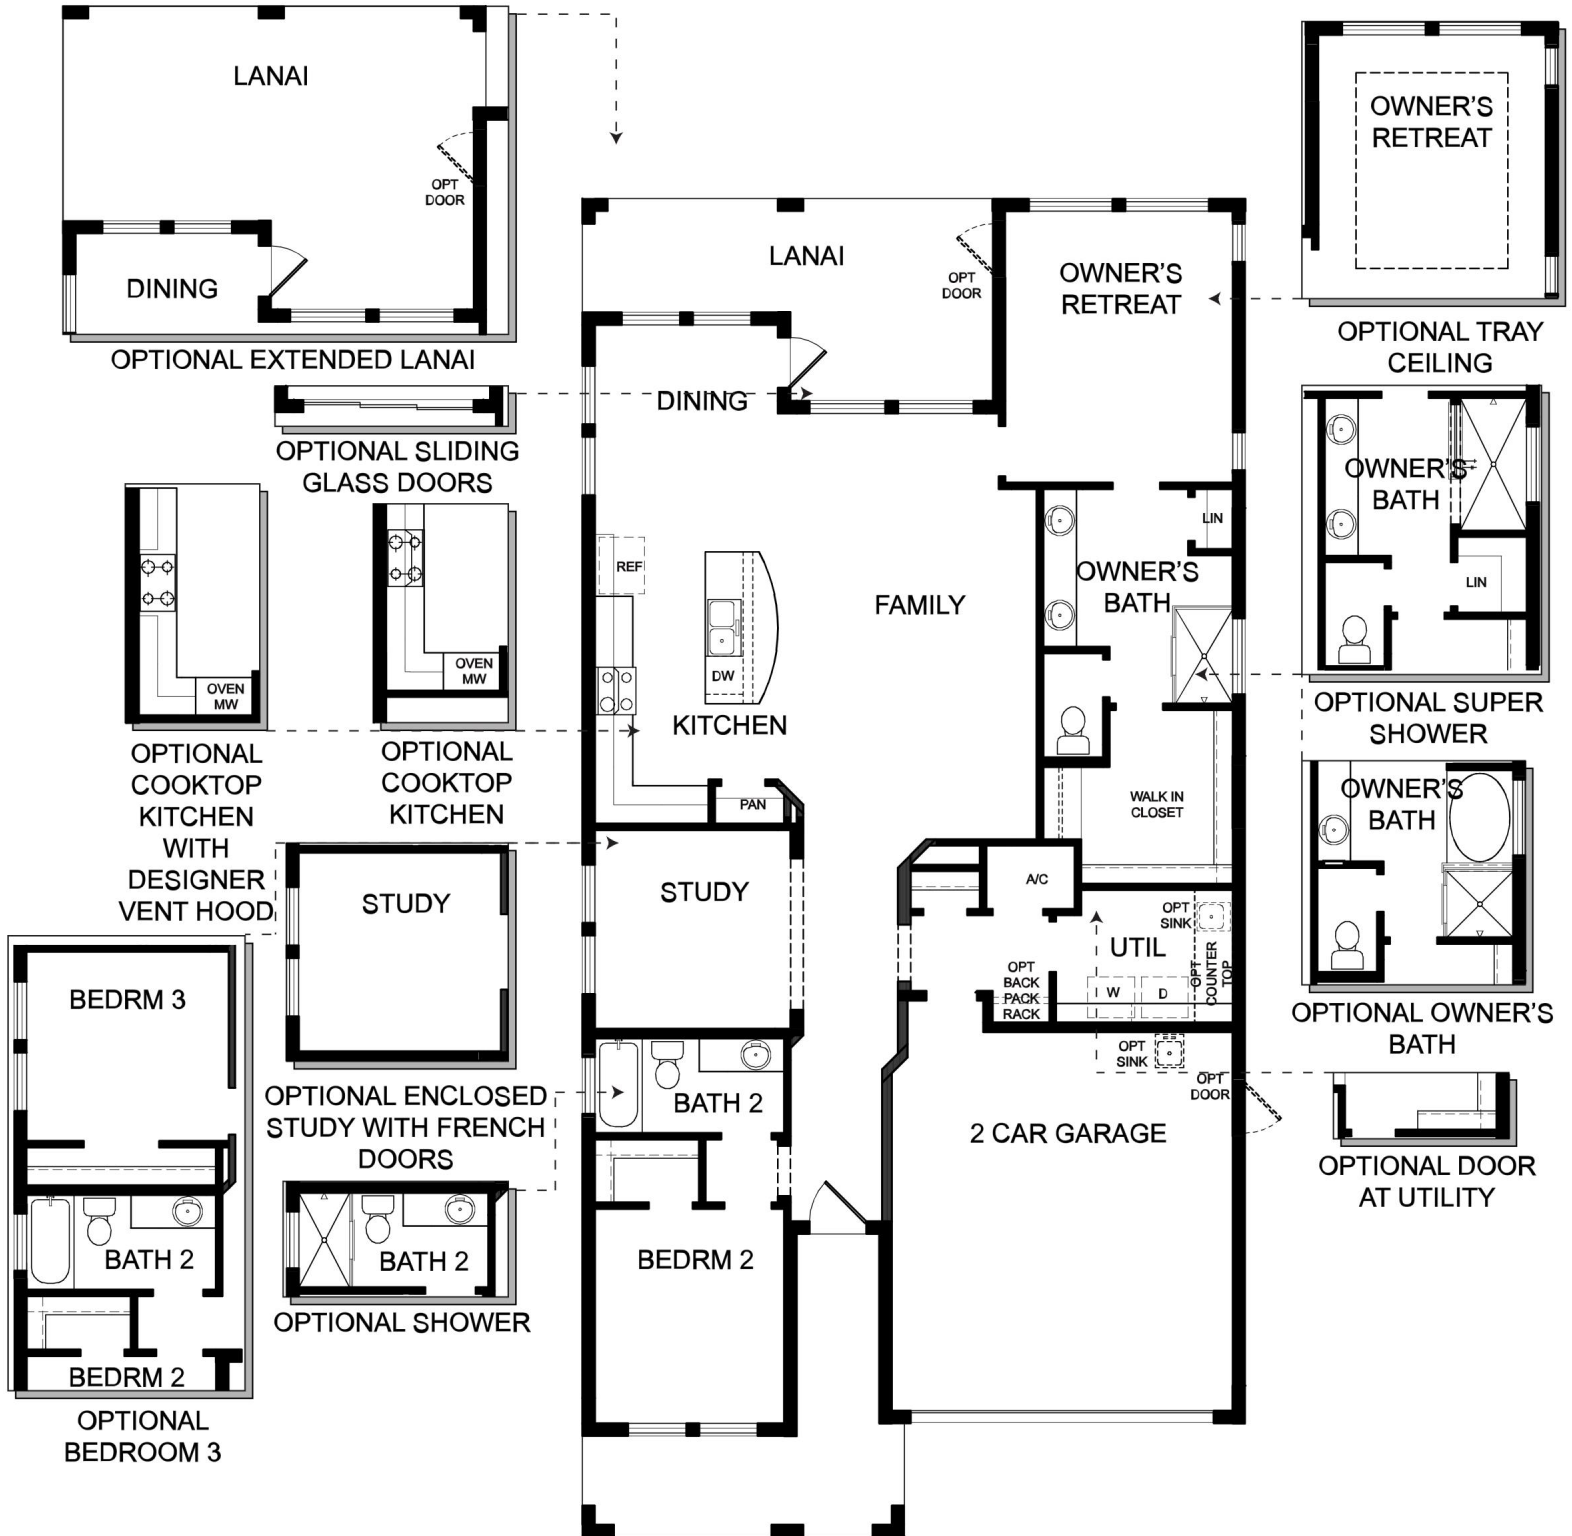 LANAI
OPT
DOOR
DINING
OPTIONAL EXTENDED LANAI
OPTIONAL SLIDING
GLASS DOORS
OVEN
MW
OPTIONAL
COOKTOP
KITCHEN
WITH
DESIGNER
VENT HOOD
OVEN
MW
OPTIONAL
COOKTOP
KITCHEN
STUDY
OPTIONAL ENCLOSED
STUDY WITH FRENCH
DOORS
BEDRM 3
BATH 2
BEDRM 2
OPTIONAL
BEDROOM 3
BATH 2
OPTIONAL SHOWER
LANAI
OPT
DOOR
OWNER'S
RETREAT
DINING
REF
DW
KITCHEN
PAN
FAMILY
LIN
OWNER'S
BATH
WALK IN
CLOSET
STUDY
A/C
OPT
SINK
UTIL
OPT
COUNTER
TOP
OPT
BACK
PACK
RACK
W
D
OPT
SINK
OPT
DOOR
BATH 2
2 CAR GARAGE
BEDRM 2
OWNER'S
RETREAT
OPTIONAL TRAY
CEILING
OWNER'S
BATH
LIN
OPTIONAL SUPER
SHOWER
OWNER'S
BATH
OPTIONAL OWNER'S
BATH
OPTIONAL DOOR
AT UTILITY